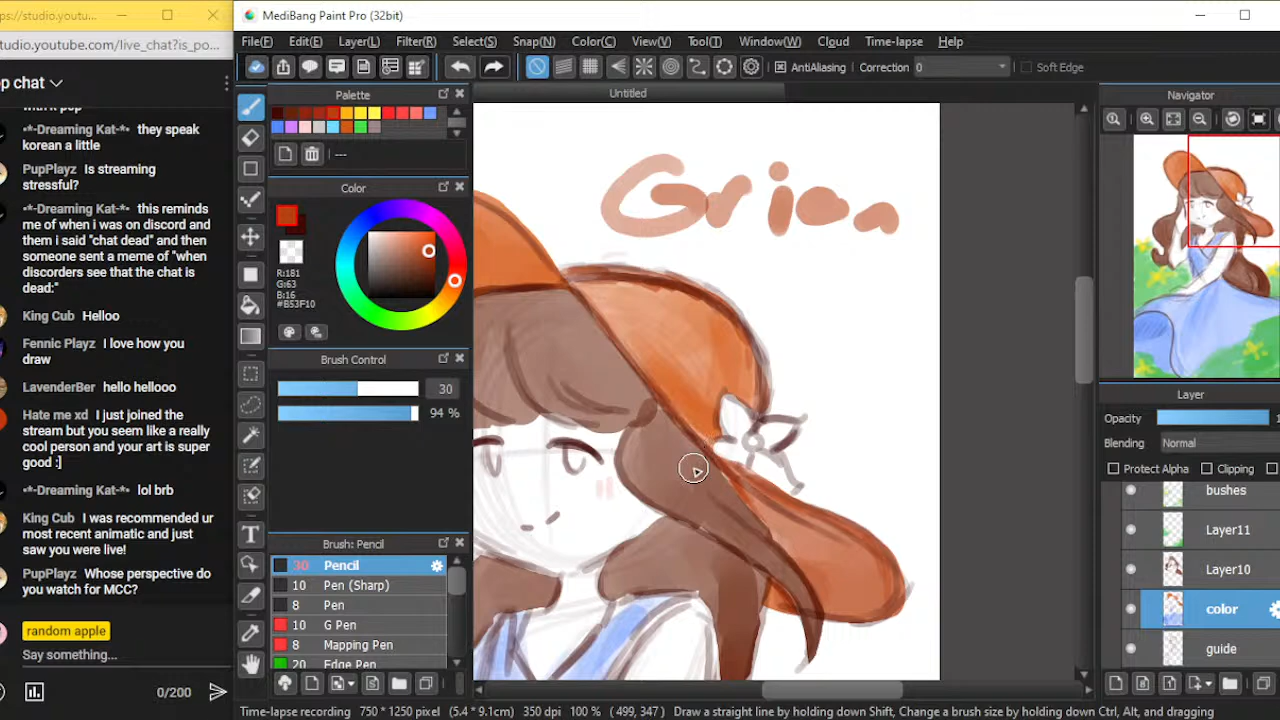 ps://studio.youtu...
tudio.youtube.com/live_chat?is_po...
op chat
with k pop
•*-Dreaming Kat-*• they speak
korean a little
PupPlayz Is streaming
stressful?
•*-Dreaming Kat-*• this reminds
me of when i was on discord and
them i said "chat dead" and then
someone sent a meme of "when
discorders see that the chat is
dead:"
King Cub Helloo
Fennic Playz I love how you
draw
LavenderBer hello hellooo
Hate me xd I just joined the
stream but you seem like a really
cool person and your art is super
good :]
•*-Dreaming Kat-*• lol brb
King Cub I was recommended ur
most recent animatic and just
saw you were live!
PupPlayz Whose perspective do
you watch for MCC?
random apple
Say something...
0/200
MediBang Paint Pro (32bit)
File(F) Edit(E) Layer(L) Filter(R) Select(S) Snap(N) Color(C) View(V) Tool(T) Window(W) Cloud Time-lapse Help
AntiAliasing Correction 0 Soft Edge
Palette
---
Color
R:181
G:63
B:16
#B53F10
Brush Control
30
94 %
Brush: Pencil
30 Pencil
10 Pen (Sharp)
8 Pen
10 G Pen
8 Mapping Pen
20 Edge Pen
Untitled
Grian
Navigator
Layer
Opacity 1
Blending Normal
Protect Alpha Clipping
bushes
Layer11
Layer10
color
guide
Time-lapse recording 750 * 1250 pixel (5.4 * 9.1cm) 350 dpi 100 % ( 499, 347 ) Draw a straight line by holding down Shift, Change a brush size by holding down Ctrl, Alt, and dragging